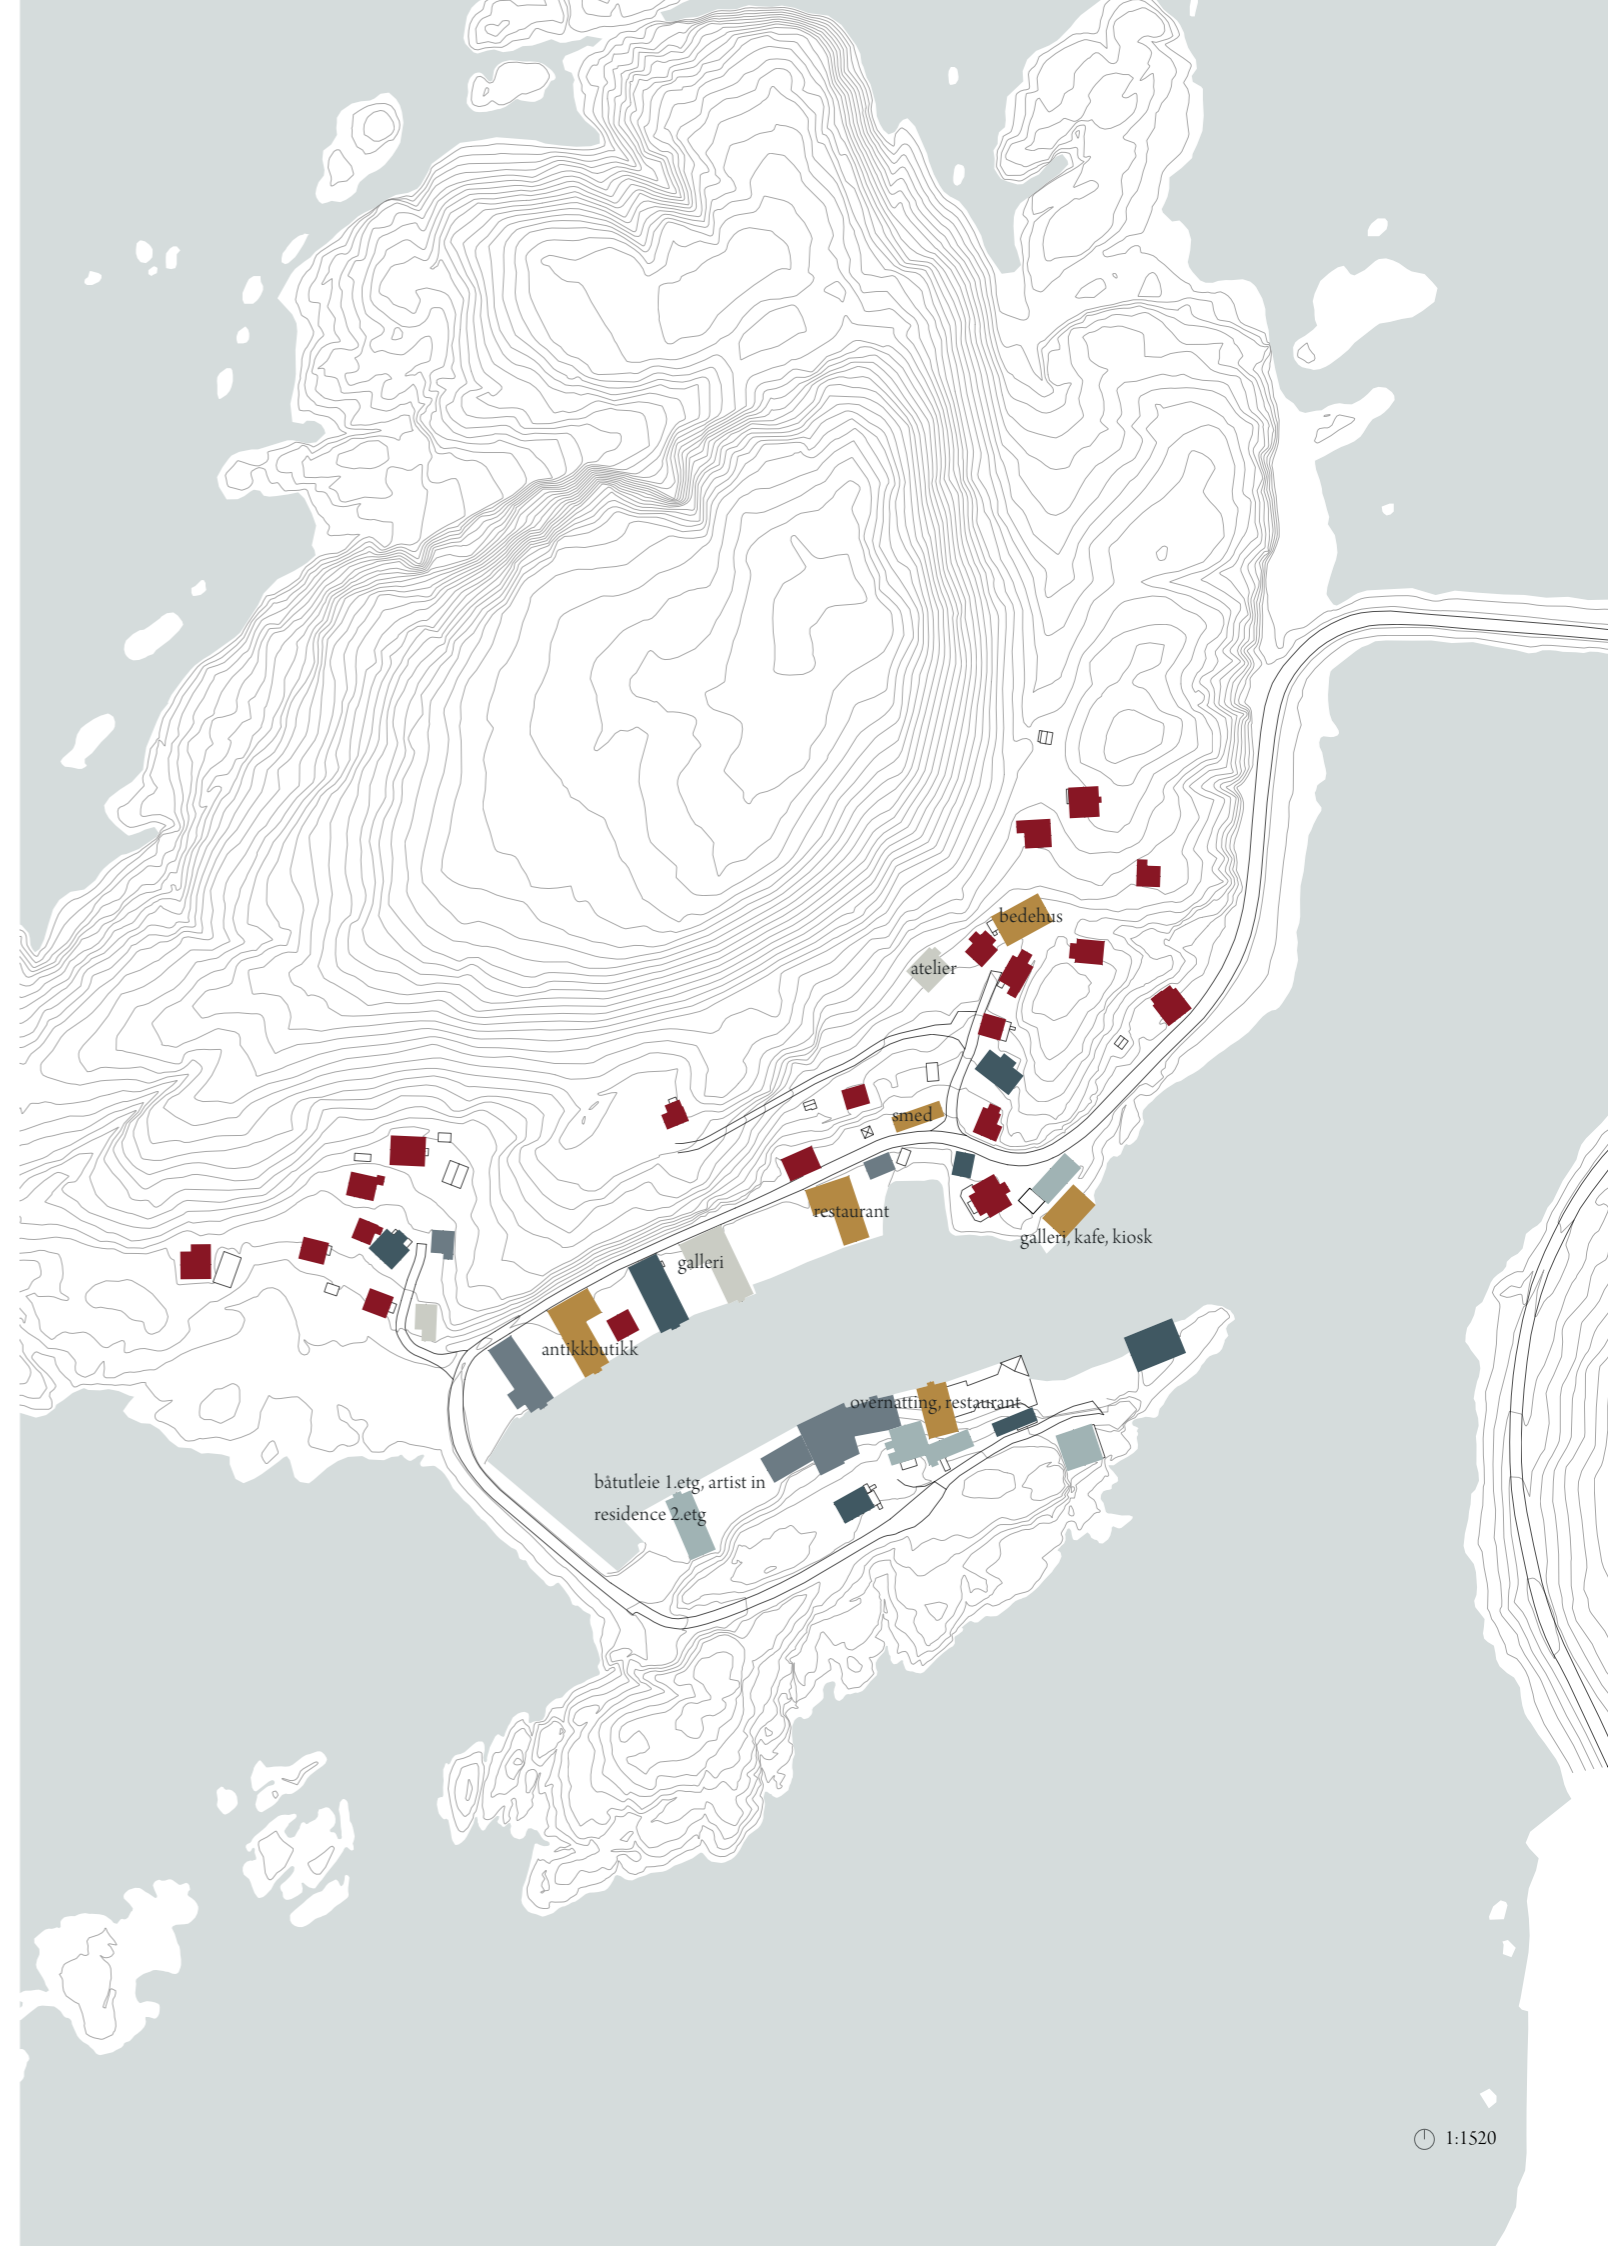 bedehus
atelier
smed
restaurant
galleri, kafe, kiosk
galleri
antikkbutikk
overnatting, restaurant
båtutleie 1.etg, artist in
residence 2.etg
1:1520